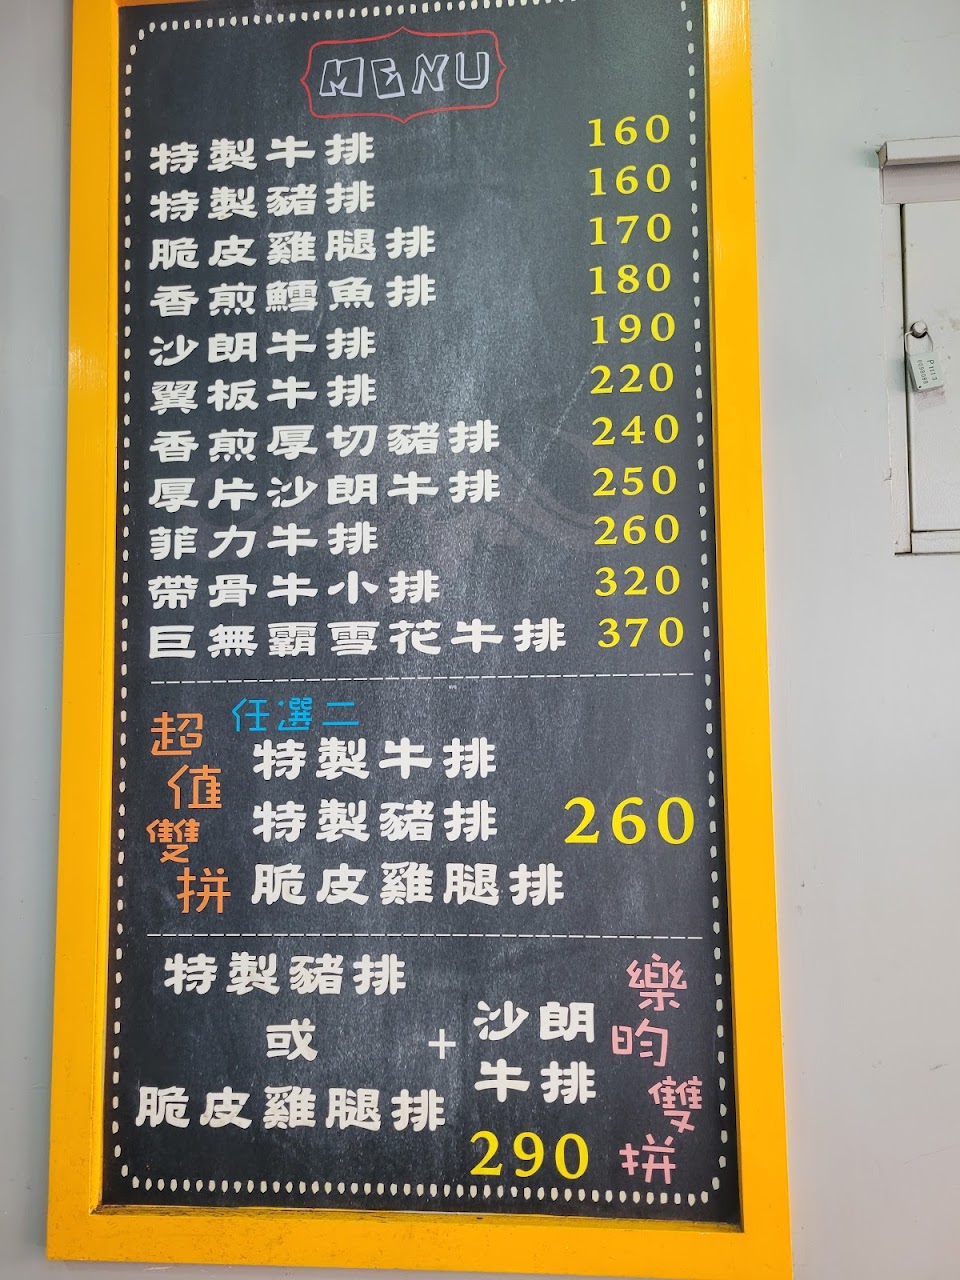 MENU
特製牛排 160
特製豬排 160
脆皮雞腿排 170
香煎鱈魚排 180
沙朗牛排 190
翼板牛排 220
香煎厚切豬排 240
厚片沙朗牛排 250
菲力牛排 260
帶骨牛小排 320
巨無霸雪花牛排 370
超值雙拼
任選二
特製牛排
特製豬排
脆皮雞腿排
260
特製豬排
或
脆皮雞腿排
+
沙朗
牛排
290
樂昀雙拼